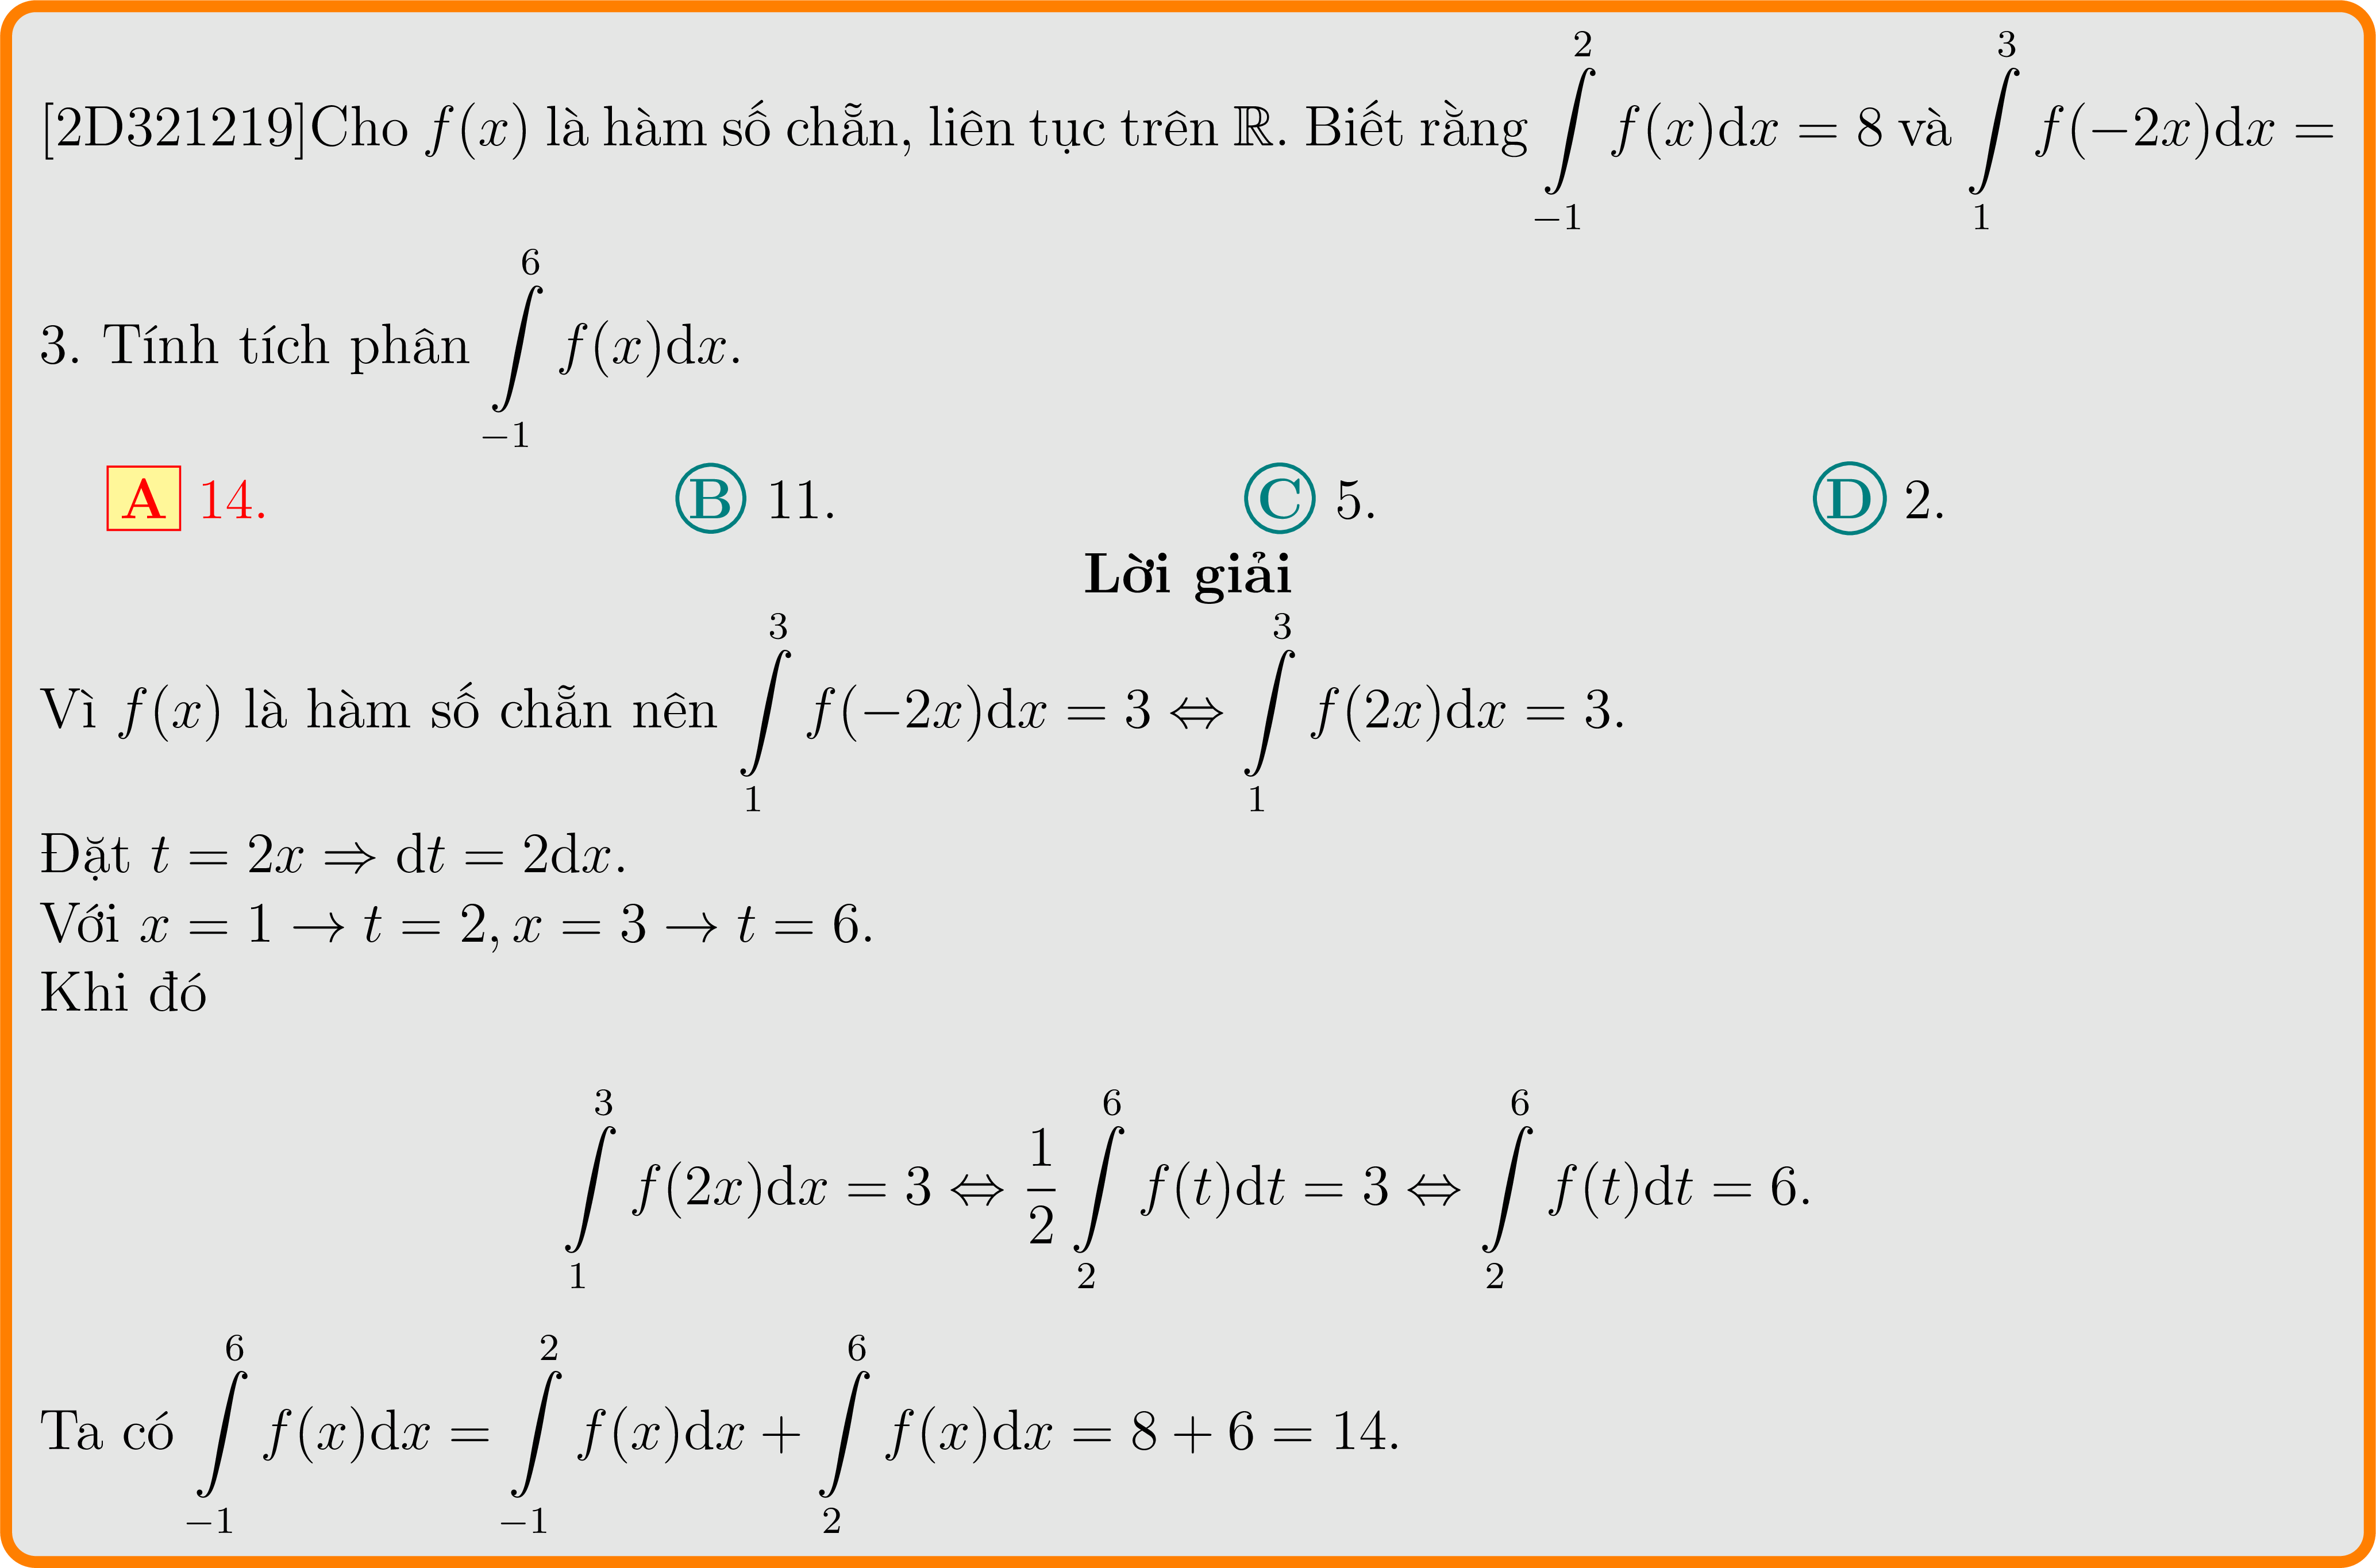 [2D321219]Cho $f(x)$ là hàm số chẵn, liên tục trên $\mathbb{R}$. Biết rằng $\int\limits_{-1}^{2} f(x)\mathrm{d}x = 8$ và $\int\limits_{1}^{3} f(-2x)\mathrm{d}x =$
$3$. Tính tích phân $\int\limits_{-1}^{6} f(x)\mathrm{d}x$.
A 14. B 11. C 5. D 2.
Lời giải
Vì $f(x)$ là hàm số chẵn nên $\int\limits_{1}^{3} f(-2x)\mathrm{d}x = 3 \Leftrightarrow \int\limits_{1}^{3} f(2x)\mathrm{d}x = 3$.
Đặt $t = 2x \Rightarrow \mathrm{d}t = 2\mathrm{d}x$.
Với $x = 1 \to t = 2, x = 3 \to t = 6$.
Khi đó
$\int\limits_{1}^{3} f(2x)\mathrm{d}x = 3 \Leftrightarrow \frac{1}{2} \int\limits_{2}^{6} f(t)\mathrm{d}t = 3 \Leftrightarrow \int\limits_{2}^{6} f(t)\mathrm{d}t = 6.$
Ta có $\int\limits_{-1}^{6} f(x)\mathrm{d}x = \int\limits_{-1}^{2} f(x)\mathrm{d}x + \int\limits_{2}^{6} f(x)\mathrm{d}x = 8 + 6 = 14$.